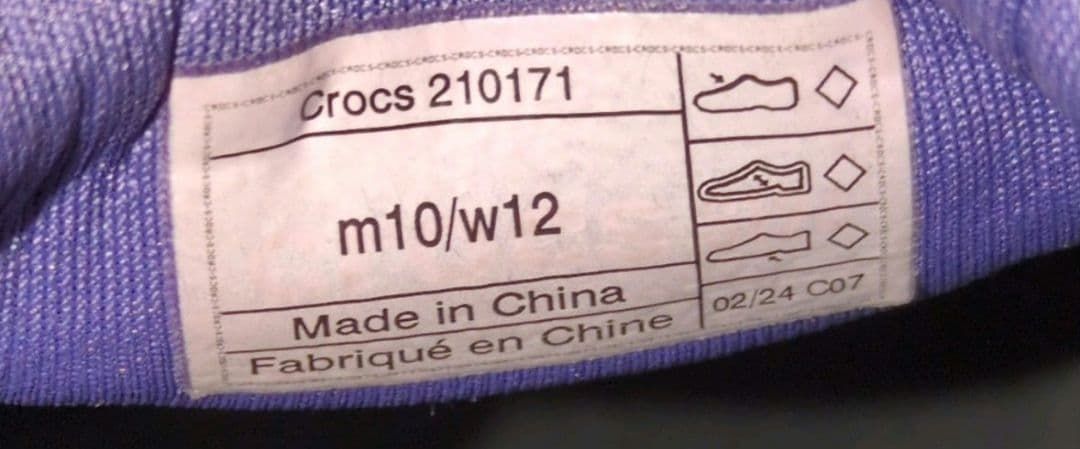 Crocs 210171
m10/w12
Made in China
Fabriqué en Chine
02/24 C07